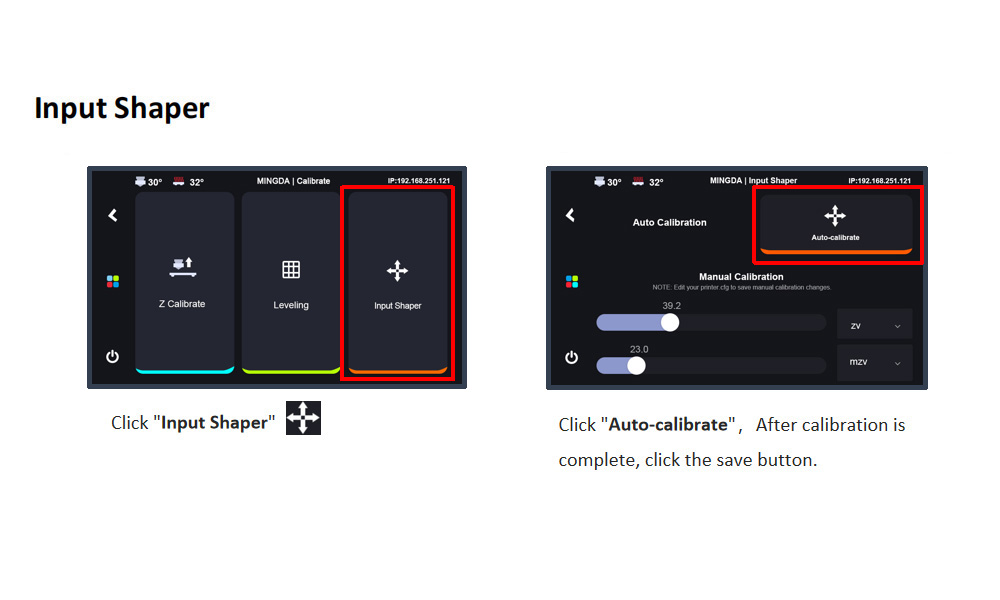 Input Shaper
30° 32° MINGDA | Calibrate IP:192.168.251.121
Z Calibrate
Leveling
Input Shaper
Click "Input Shaper"
30° 32° MINGDA | Input Shaper IP:192.168.251.121
Auto Calibration
Auto-calibrate
Manual Calibration
NOTE: Edit your printer.cfg to save manual calibration changes.
39.2
zv
23.0
mzv
Click "Auto-calibrate"，After calibration is
complete, click the save button.